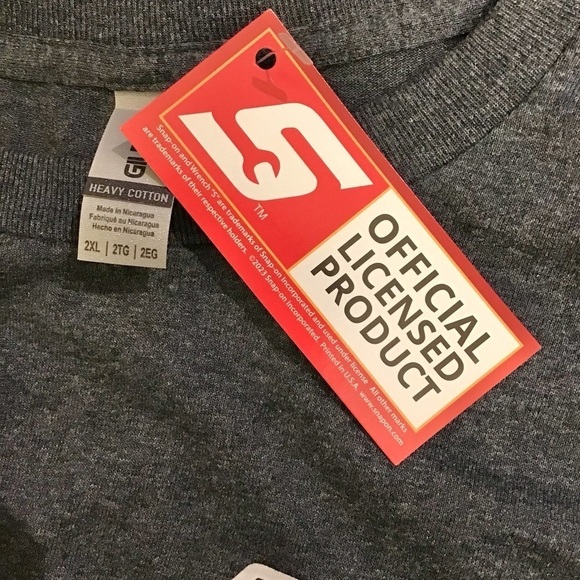 G
HEAVY COTTON
Made in Nicaragua
Fabriqué au Nicaragua
Hecho en Nicaragua
2XL | 2TG | 2EG
S
TM
OFFICIAL
LICENSED
PRODUCT
Snap-on and Wrench "S" are trademarks of Snap-on Incorporated and used under license. All other marks
are trademarks of their respective holders. ©2023 Snap-on Incorporated. Printed in U.S.A. www.snapon.com